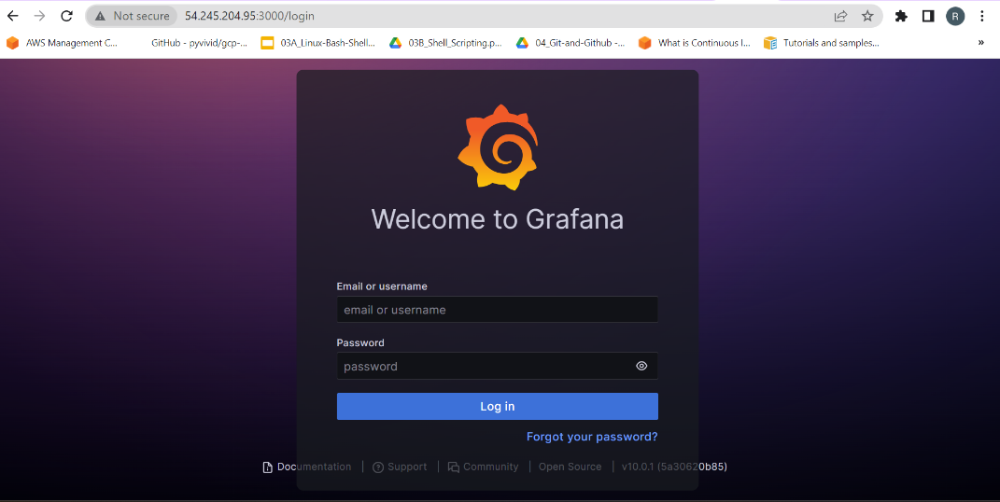 Not secure 54.245.204.95:3000/login R
AWS Management C... GitHub - pyvivid/gcp-... 03A_Linux-Bash-Shell... 03B_Shell_Scripting.p... 04_Git-and-Github -... What is Continuous I... Tutorials and samples... »
Welcome to Grafana
Email or username
email or username
Password
password
Log in
Forgot your password?
Documentation | Support | Community | Open Source | v10.0.1 (5a30620b85)